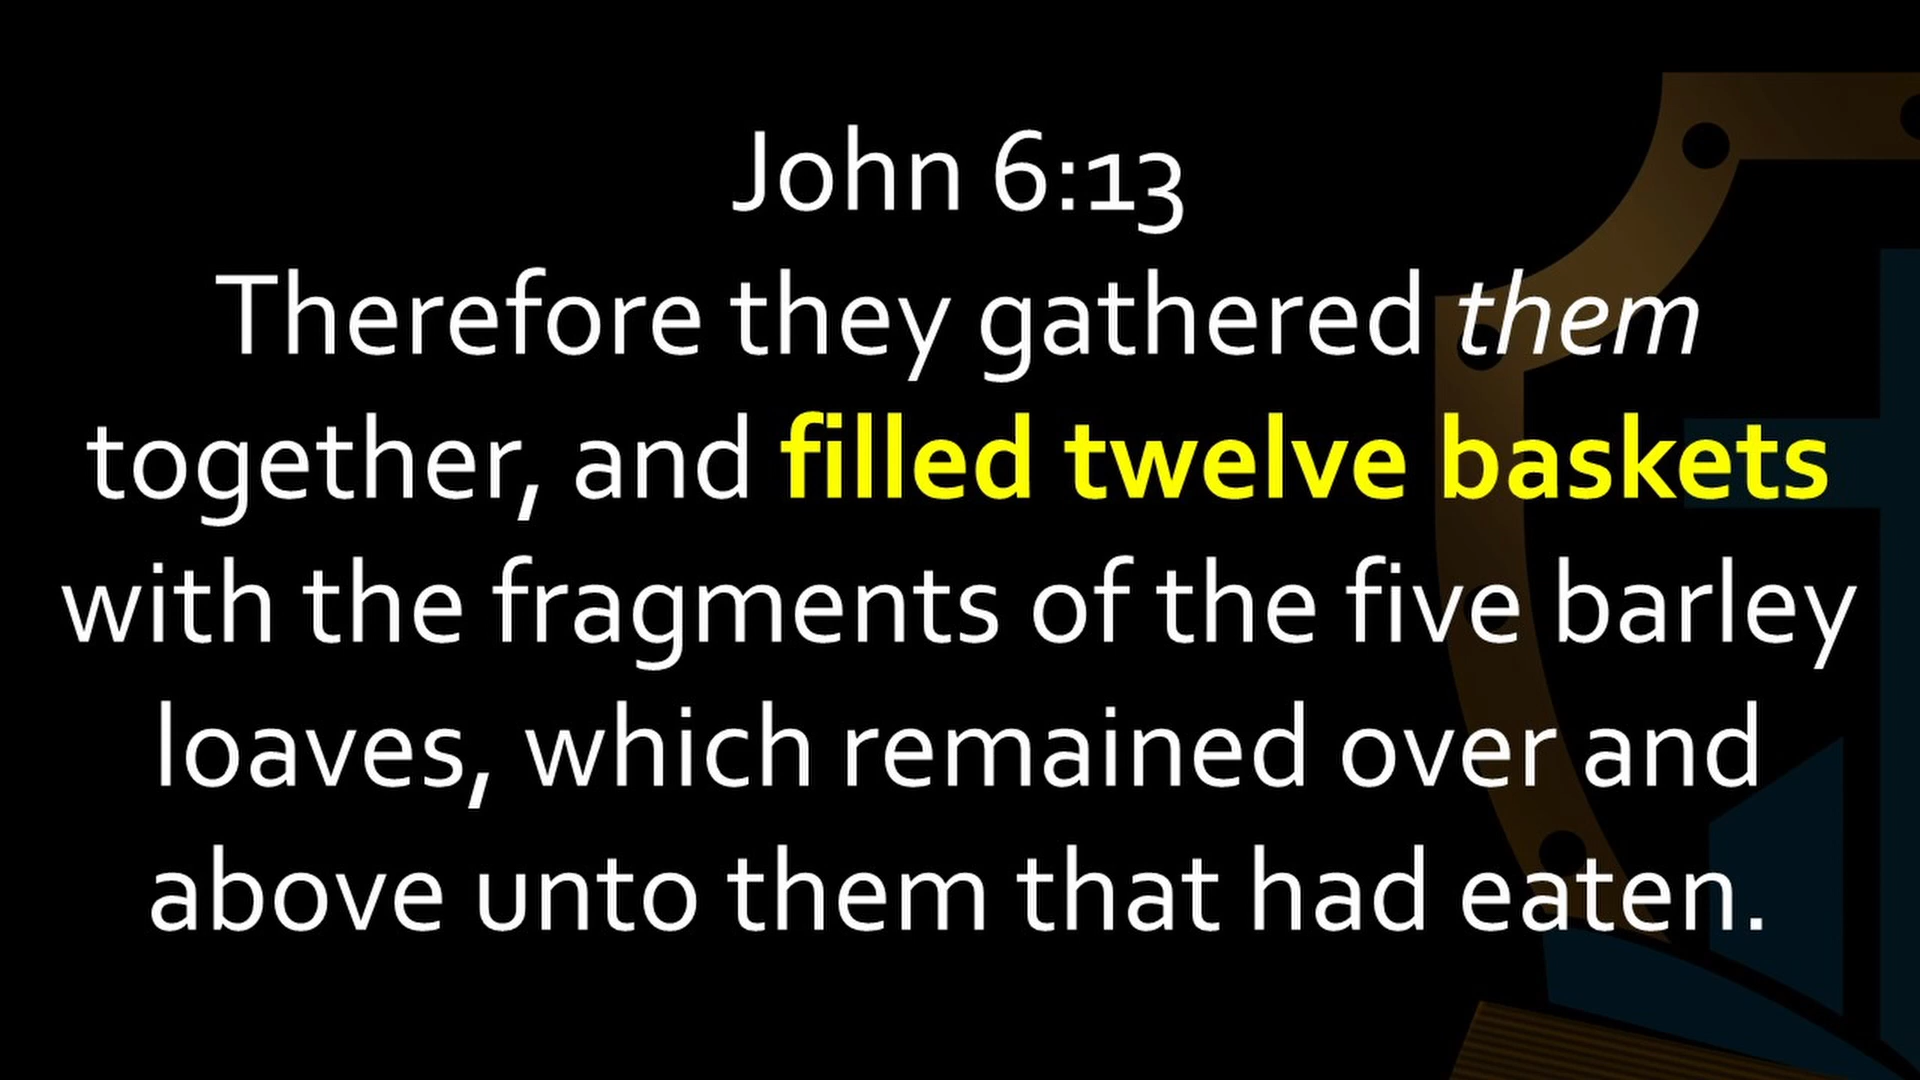 John 6:13
Therefore they gathered them
together, and filled twelve baskets
with the fragments of the five barley
loaves, which remained over and
above unto them that had eaten.